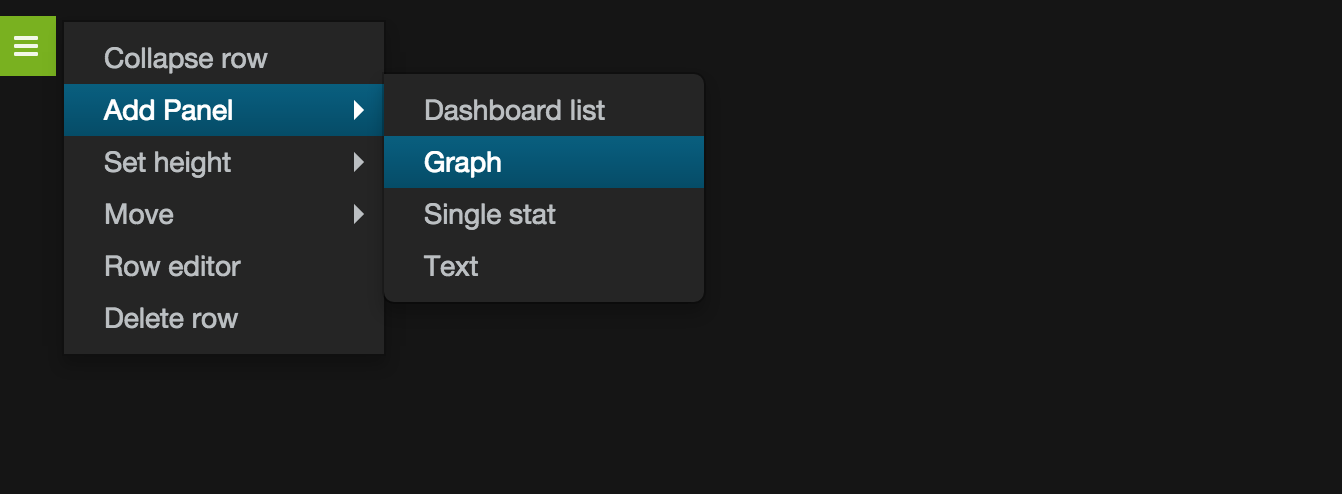 Collapse row
Add Panel
Set height
Move
Row editor
Delete row
Dashboard list
Graph
Single stat
Text